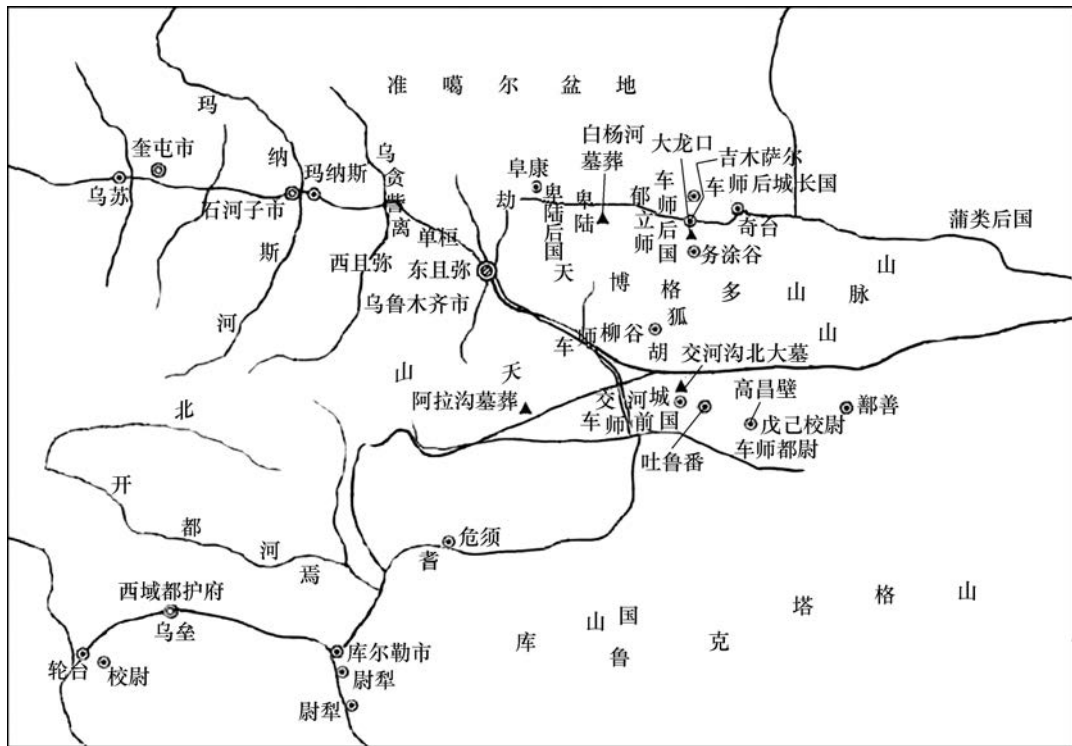 准噶尔盆地
玛纳斯河
奎屯市
乌苏
石河子市
玛纳斯
乌贪訾离
单桓
西且弥
东且弥
乌鲁木齐市
劫
阜康
卑陆后国
卑陆
白杨河
墓葬
大龙口
吉木萨尔
郁立师
车师后国
车师后城长国
奇台
务涂谷
蒲类后国
天山
博格多山脉
狐胡
车师柳谷
山
天山
阿拉沟墓葬
交河沟北大墓
交河城
车师前国
吐鲁番
高昌壁
戊己校尉
车师都尉
鄯善
北
开都河
焉耆
危须
西域都护府
乌垒
轮台
校尉
库尔勒市
尉犁
尉犁
山国
库鲁克塔格山